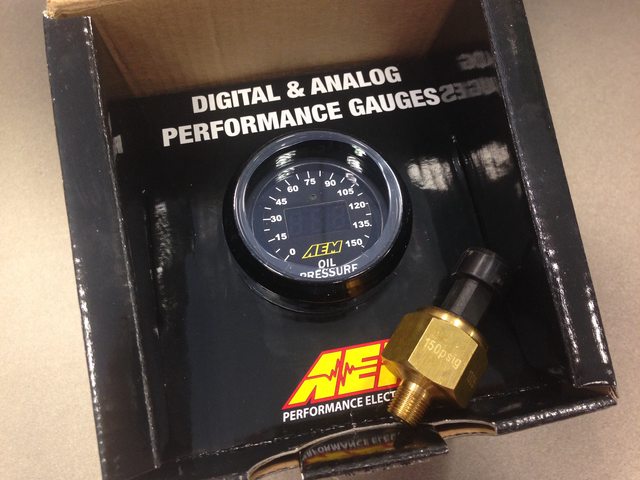 DIGITAL & ANALOG
PERFORMANCE GAUGES
0
15
30
45
60
75
90
105
120
135
150
AEM
OIL
PRESSURE
150psig
AEM
PERFORMANCE ELECT